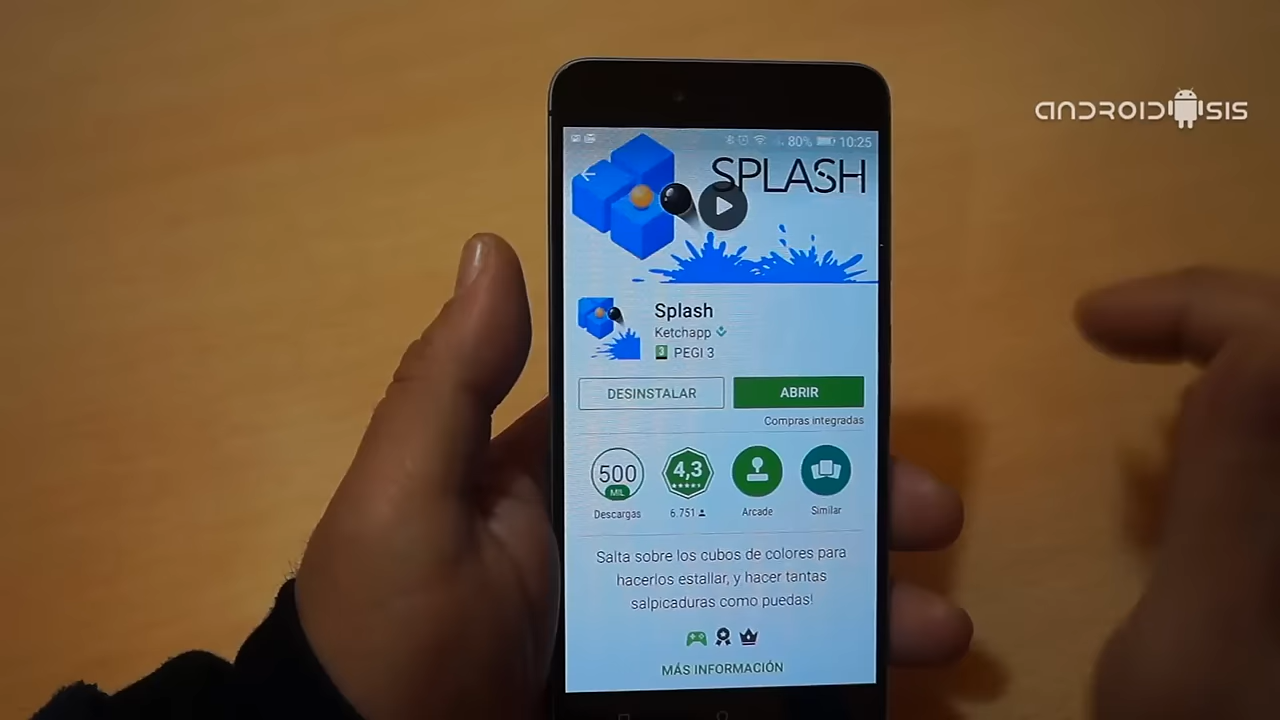 ANDROIDSIS
80% 10:25
SPLASH
Splash
Ketchapp
3 PEGI 3
DESINSTALAR ABRIR
Compras integradas
500 MIL
4,3
Descargas 6.751 Arcade Similar
Salta sobre los cubos de colores para
hacerlos estallar, y hacer tantas
salpicaduras como puedas!
MÁS INFORMACIÓN